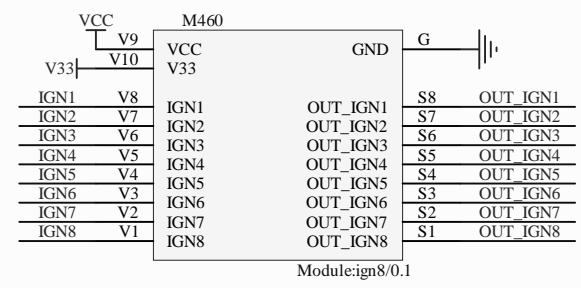 VCC M460
V9 VCC GND G
V33 V10 V33
IGN1 V8 IGN1 OUT_IGN1 S8 OUT_IGN1
IGN2 V7 IGN2 OUT_IGN2 S7 OUT_IGN2
IGN3 V6 IGN3 OUT_IGN3 S6 OUT_IGN3
IGN4 V5 IGN4 OUT_IGN4 S5 OUT_IGN4
IGN5 V4 IGN5 OUT_IGN5 S4 OUT_IGN5
IGN6 V3 IGN6 OUT_IGN6 S3 OUT_IGN6
IGN7 V2 IGN7 OUT_IGN7 S2 OUT_IGN7
IGN8 V1 IGN8 OUT_IGN8 S1 OUT_IGN8
Module:ign8/0.1